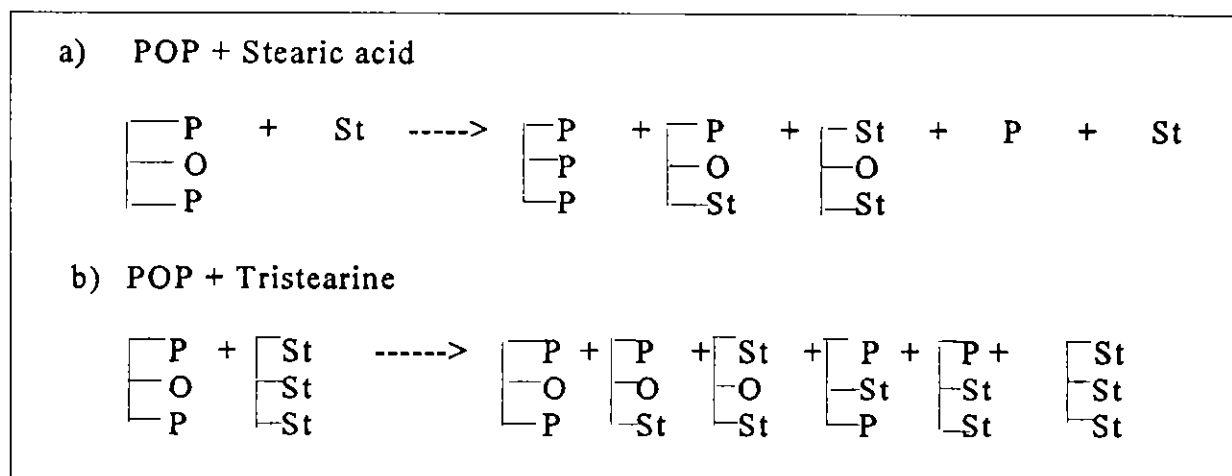 a) POP + Stearic acid
P + St -----> P + P + St + P + St
O P O O
P P St St
b) POP + Tristearine
P + St ------> P + P + St + P + P + St
O St O O O St St St
P St P St St P St St